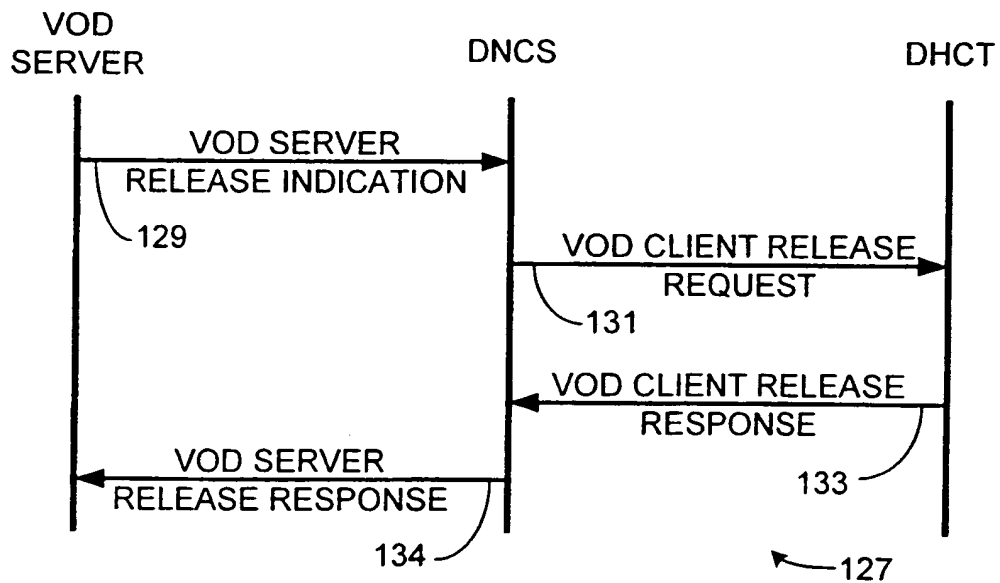 VOD
SERVER
DNCS
DHCT
VOD SERVER
RELEASE INDICATION
129
VOD CLIENT RELEASE
REQUEST
131
VOD CLIENT RELEASE
RESPONSE
133
VOD SERVER
RELEASE RESPONSE
134
127